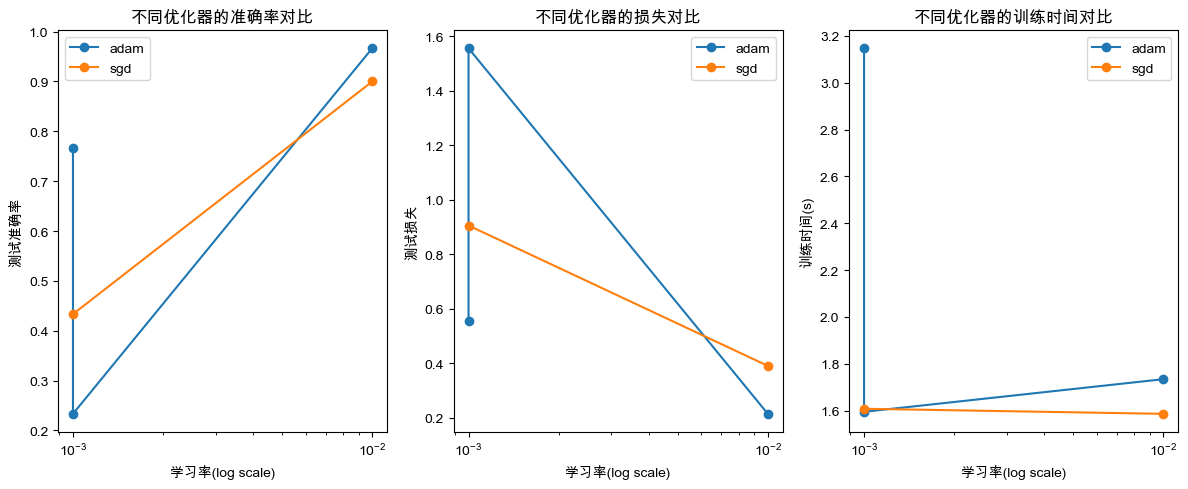 不同优化器的准确率对比
1.0
0.9
0.8
0.7
0.6
0.5
0.4
0.3
0.2
测试准确率
adam
sgd
10⁻³
10⁻²
学习率(log scale)
不同优化器的损失对比
1.6
1.4
1.2
1.0
0.8
0.6
0.4
0.2
测试损失
adam
sgd
10⁻³
10⁻²
学习率(log scale)
不同优化器的训练时间对比
3.2
3.0
2.8
2.6
2.4
2.2
2.0
1.8
1.6
训练时间(s)
adam
sgd
10⁻³
10⁻²
学习率(log scale)